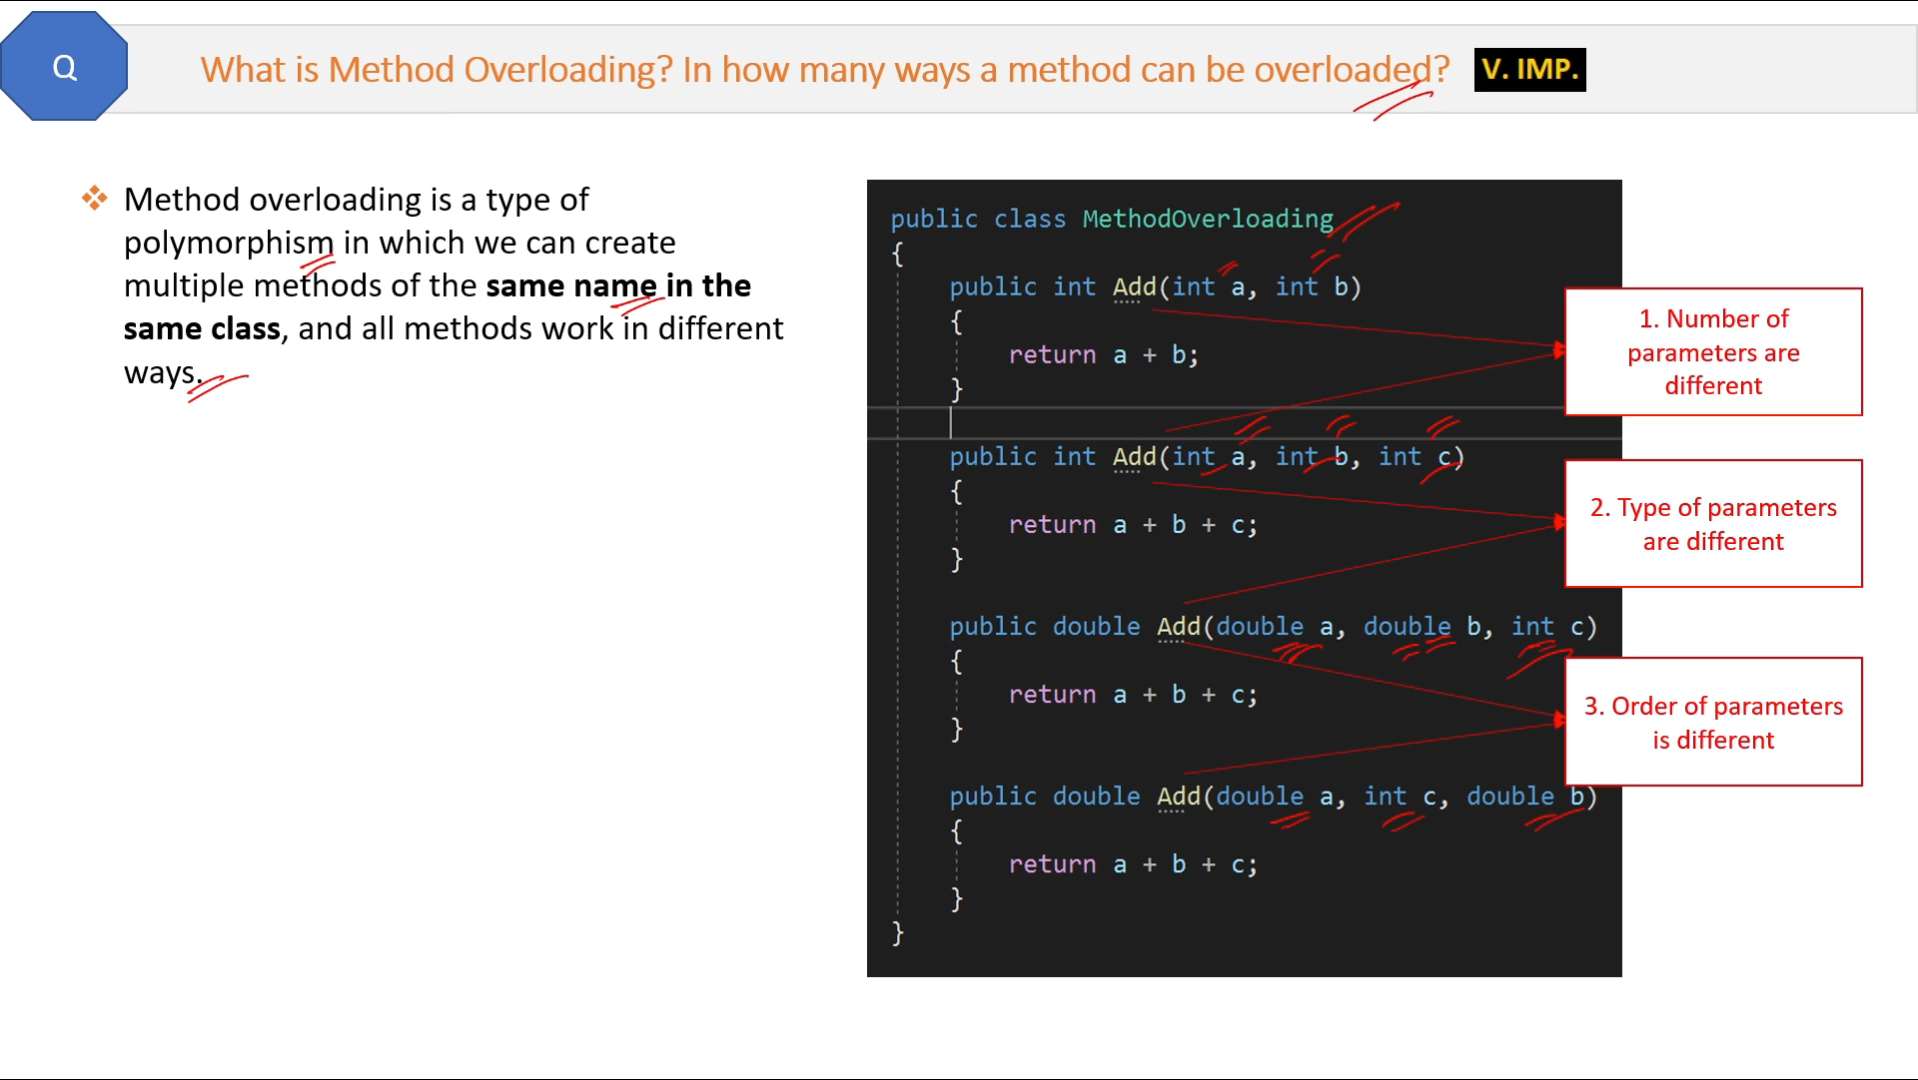 Q
What is Method Overloading? In how many ways a method can be overloaded?
V. IMP.
Method overloading is a type of
polymorphism in which we can create
multiple methods of the same name in the
same class, and all methods work in different
ways.
public class MethodOverloading
{
public int Add(int a, int b)
{
return a + b;
}
public int Add(int a, int b, int c)
{
return a + b + c;
}
public double Add(double a, double b, int c)
{
return a + b + c;
}
public double Add(double a, int c, double b)
{
return a + b + c;
}
}
1. Number of
parameters are
different
2. Type of parameters
are different
3. Order of parameters
is different